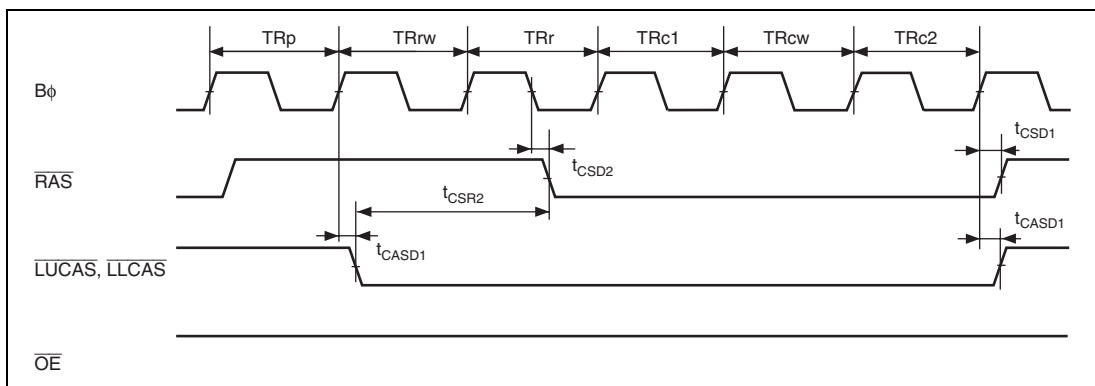 TRp TRrw TRr TRc1 TRcw TRc2
Bϕ
tCSD1
RAS
tCSD2
tCSR2
tCASD1
tCASD1
LUCAS, LLCAS
OE